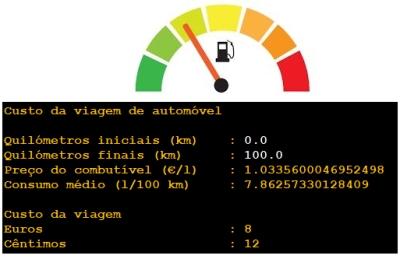 Custo da viagem de automóvel
Quilómetros iniciais (km) : 0.0
Quilómetros finais (km) : 100.0
Preço do combutível (€/l) : 1.0335600046952498
Consumo médio (l/100 km) : 7.86257330128409
Custo da viagem
Euros : 8
Cêntimos : 12